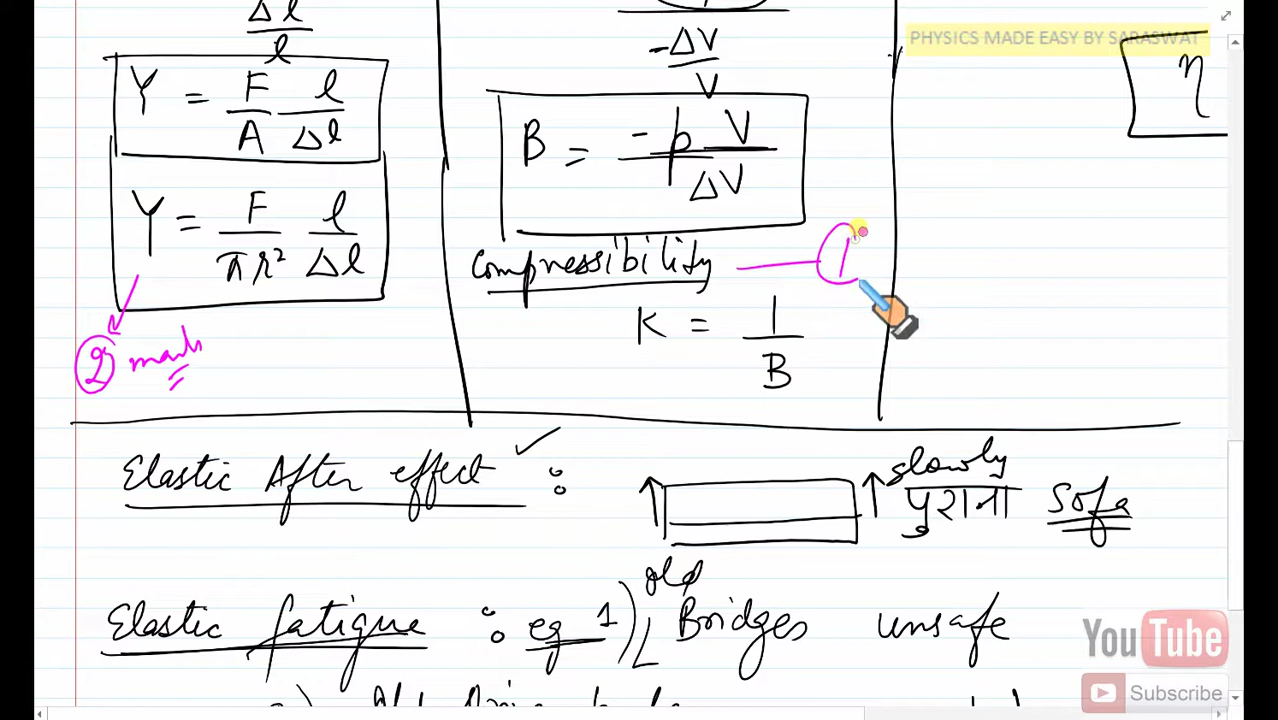 Δl
l
Y = F l
A Δl
Y = F l
πr² Δl
2 marks
-ΔV
V
B = -p V
ΔV
Compressibility — 1
K = 1
B
PHYSICS MADE EASY BY SARASWAT
η
Elastic After effect ✓ :
slowly
पुराना Sofa
Elastic fatigue : eg 1) old Bridges unsafe
YouTube
Subscribe